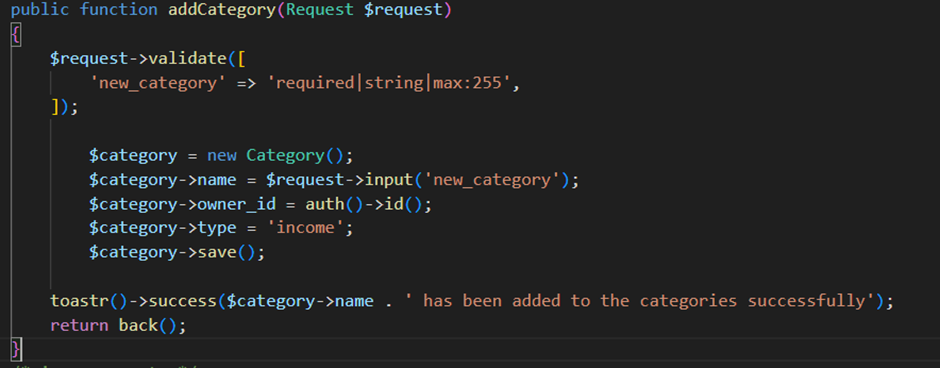 public function addCategory(Request $request)
{
$request->validate([
'new_category' => 'required|string|max:255',
]);
$category = new Category();
$category->name = $request->input('new_category');
$category->owner_id = auth()->id();
$category->type = 'income';
$category->save();
toastr()->success($category->name . ' has been added to the categories successfully');
return back();
}